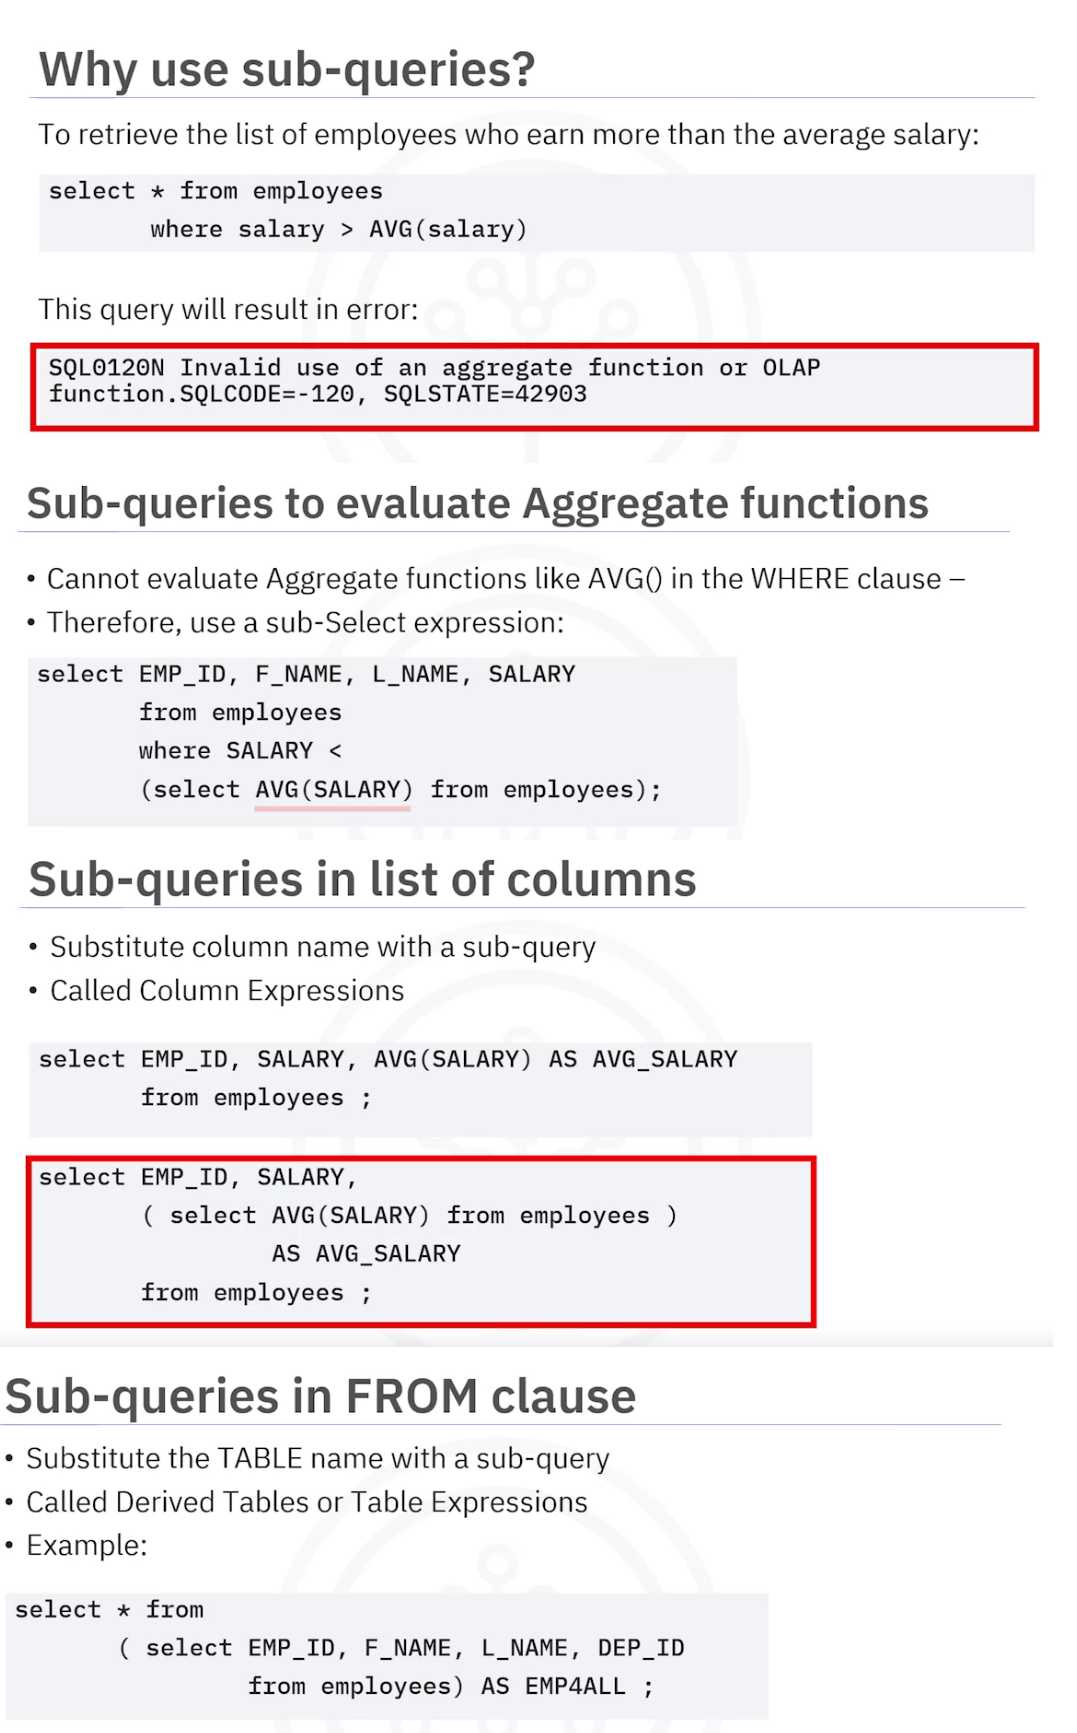 Why use sub-queries?
To retrieve the list of employees who earn more than the average salary:
select * from employees
where salary > AVG(salary)
This query will result in error:
SQL0120N Invalid use of an aggregate function or OLAP
function.SQLCODE=-120, SQLSTATE=42903
Sub-queries to evaluate Aggregate functions
• Cannot evaluate Aggregate functions like AVG() in the WHERE clause –
• Therefore, use a sub-Select expression:
select EMP_ID, F_NAME, L_NAME, SALARY
from employees
where SALARY <
(select AVG(SALARY) from employees);
Sub-queries in list of columns
• Substitute column name with a sub-query
• Called Column Expressions
select EMP_ID, SALARY, AVG(SALARY) AS AVG_SALARY
from employees ;
select EMP_ID, SALARY,
( select AVG(SALARY) from employees )
AS AVG_SALARY
from employees ;
Sub-queries in FROM clause
• Substitute the TABLE name with a sub-query
• Called Derived Tables or Table Expressions
• Example:
select * from
( select EMP_ID, F_NAME, L_NAME, DEP_ID
from employees) AS EMP4ALL ;